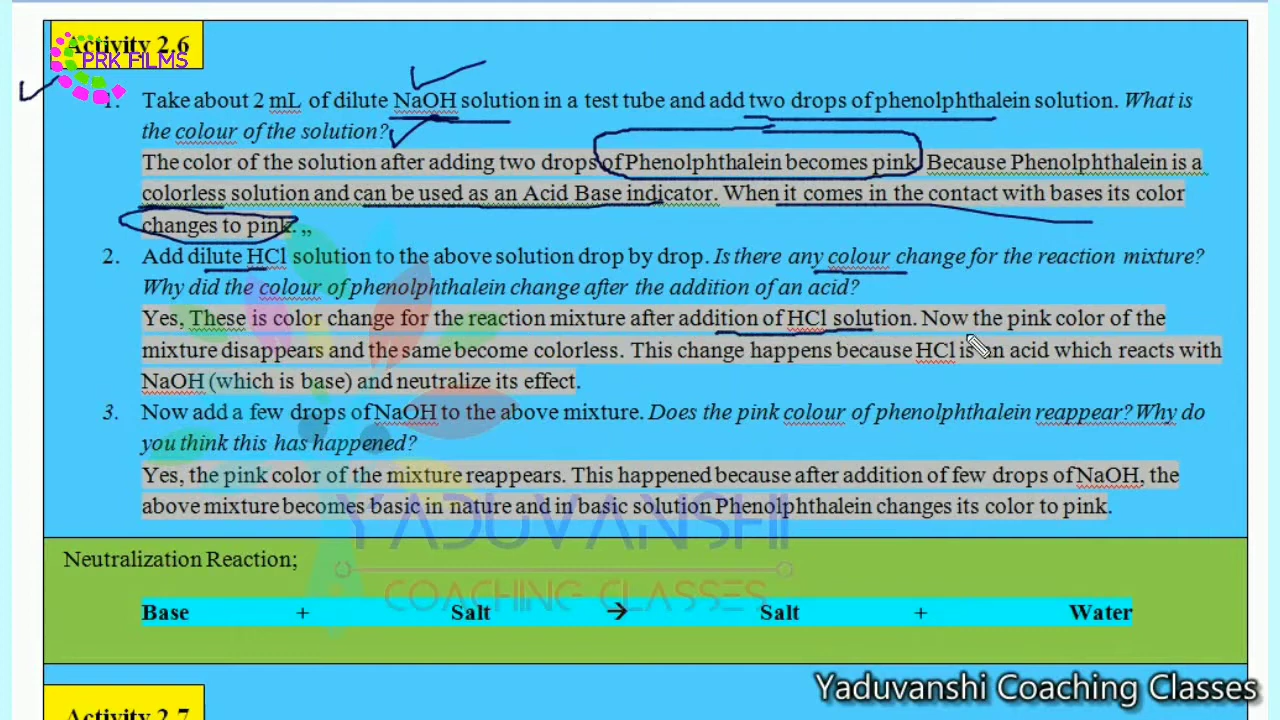 Activity 2.6
PRK FILMS
1. Take about 2 mL of dilute NaOH solution in a test tube and add two drops of phenolphthalein solution. What is
the colour of the solution?
The color of the solution after adding two drops of Phenolphthalein becomes pink. Because Phenolphthalein is a
colorless solution and can be used as an Acid Base indicator. When it comes in the contact with bases its color
changes to pink. „
2. Add dilute HCl solution to the above solution drop by drop. Is there any colour change for the reaction mixture?
Why did the colour of phenolphthalein change after the addition of an acid?
Yes, These is color change for the reaction mixture after addition of HCl solution. Now the pink color of the
mixture disappears and the same become colorless. This change happens because HCl is an acid which reacts with
NaOH (which is base) and neutralize its effect.
3. Now add a few drops of NaOH to the above mixture. Does the pink colour of phenolphthalein reappear? Why do
you think this has happened?
Yes, the pink color of the mixture reappears. This happened because after addition of few drops of NaOH, the
above mixture becomes basic in nature and in basic solution Phenolphthalein changes its color to pink.
YADUVANSHI
COACHING CLASSES
Neutralization Reaction;
Base + Salt → Salt + Water
Yaduvanshi Coaching Classes
Activity 2.7